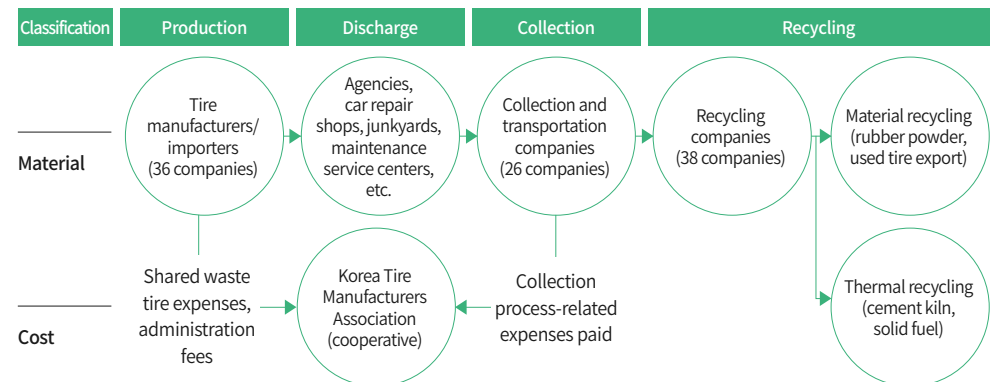 Classification
Production
Discharge
Collection
Recycling
Material
Tire
manufacturers/
importers
(36 companies)
Agencies,
car repair
shops, junkyards,
maintenance
service centers,
etc.
Collection and
transportation
companies
(26 companies)
Recycling
companies
(38 companies)
Material recycling
(rubber powder,
used tire export)
Cost
Shared waste
tire expenses,
administration
fees
Korea Tire
Manufacturers
Association
(cooperative)
Collection
process-related
expenses paid
Thermal recycling
(cement kiln,
solid fuel)